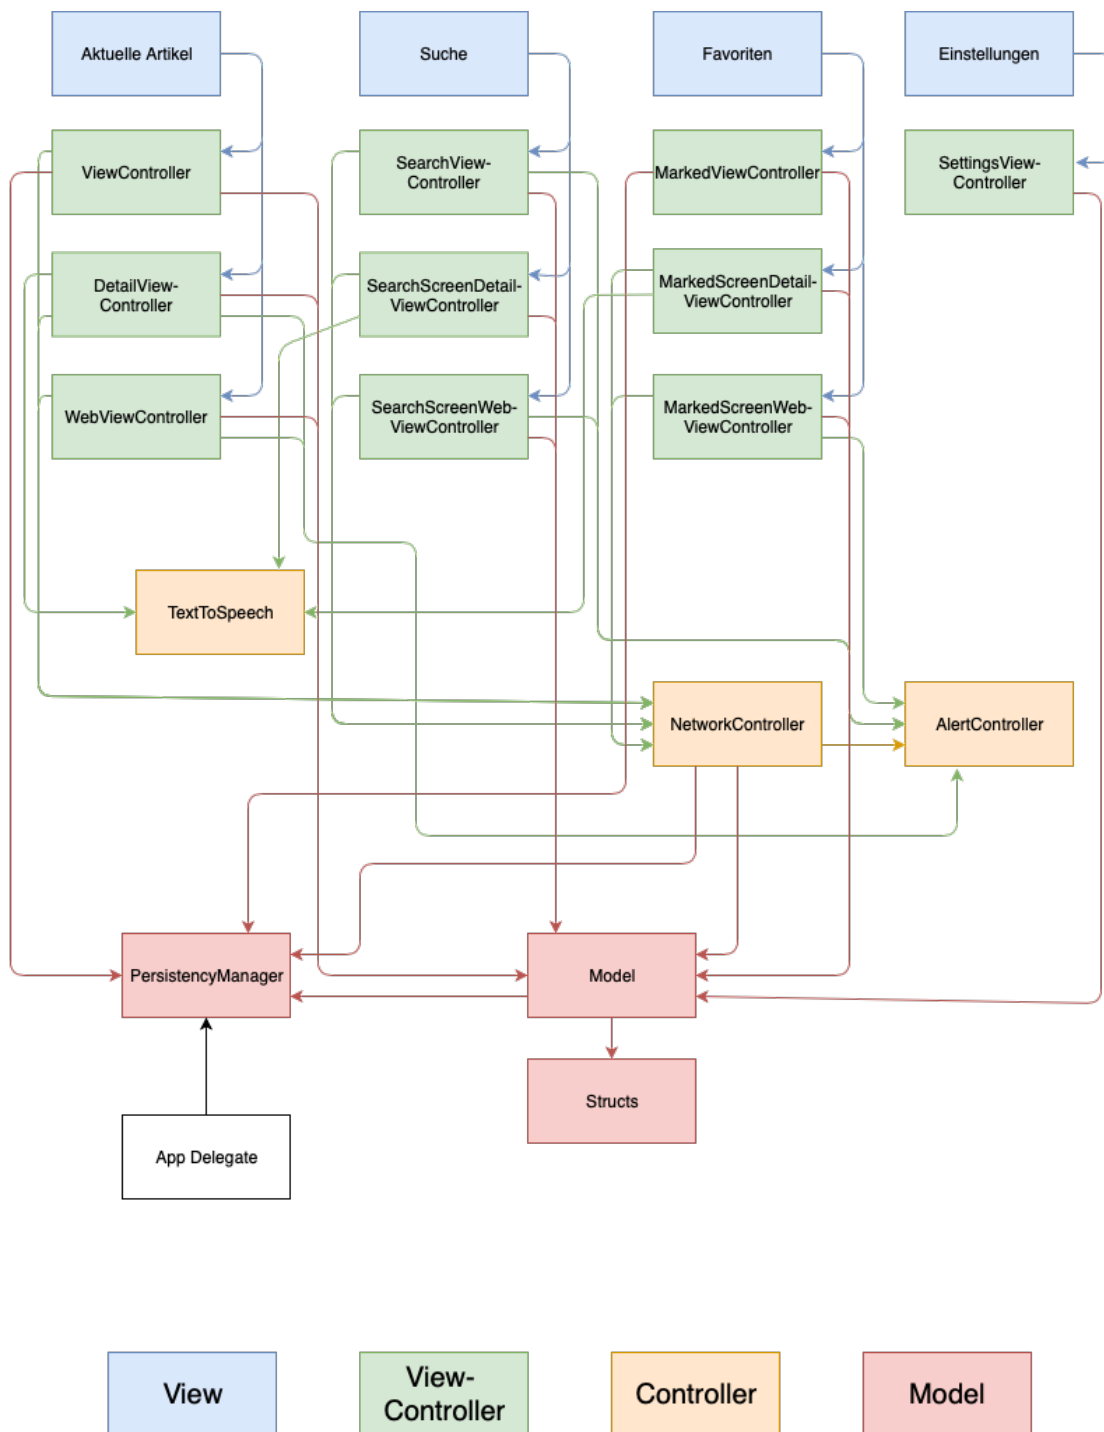 Aktuelle Artikel
Suche
Favoriten
Einstellungen
ViewController
SearchView-
Controller
MarkedViewController
SettingsView-
Controller
DetailView-
Controller
SearchScreenDetail-
ViewController
MarkedScreenDetail-
ViewController
WebViewController
SearchScreenWeb-
ViewController
MarkedScreenWeb-
ViewController
TextToSpeech
NetworkController
AlertController
PersistencyManager
Model
Structs
App Delegate
View
View-
Controller
Controller
Model